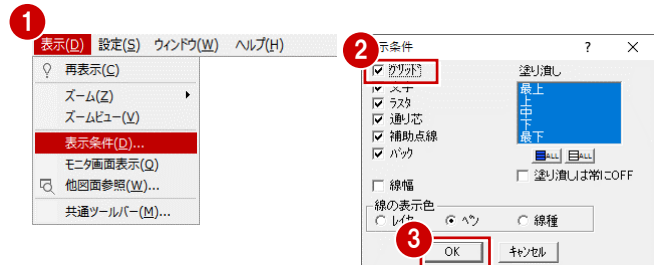 1
表示(D) 設定(S) ウィンドウ(W) ヘルプ(H)
再表示(C)
ズーム(Z)
ズームビュー(V)
表示条件(D)...
モニタ画面表示(Q)
他図面参照(W)...
共通ツールバー(M)...
2
示条件 ? ×
グリッド
文字
ラスタ
通り芯
補助点線
バック
線幅
塗り潰し
最上
上
中
下
最下
ALL ALL
塗り潰しは常にOFF
線の表示色
レイヤ ペン 線種
3
OK キャンセル